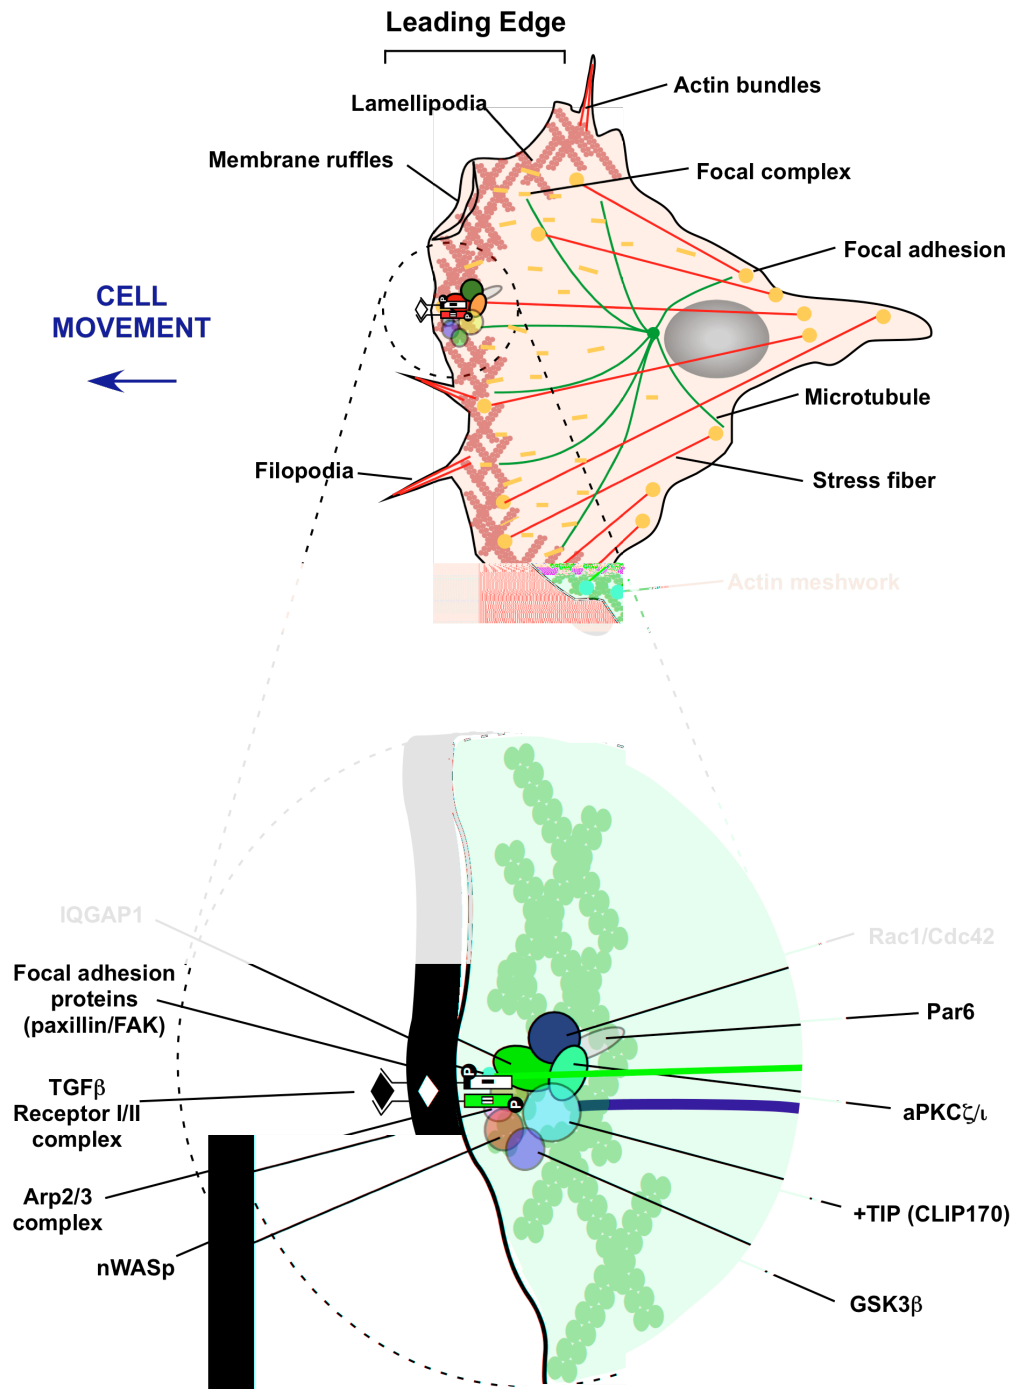 Leading Edge
Lamellipodia
Actin bundles
Membrane ruffles
Focal complex
Focal adhesion
CELL
MOVEMENT
Microtubule
Filopodia
Stress fiber
Actin meshwork
IQGAP1
Rac1/Cdc42
Focal adhesion
proteins
(paxillin/FAK)
Par6
P
TGFβ
Receptor I/II
complex
I
II
P
aPKCζ/ι
Arp2/3
complex
+TIP (CLIP170)
nWASp
GSK3β